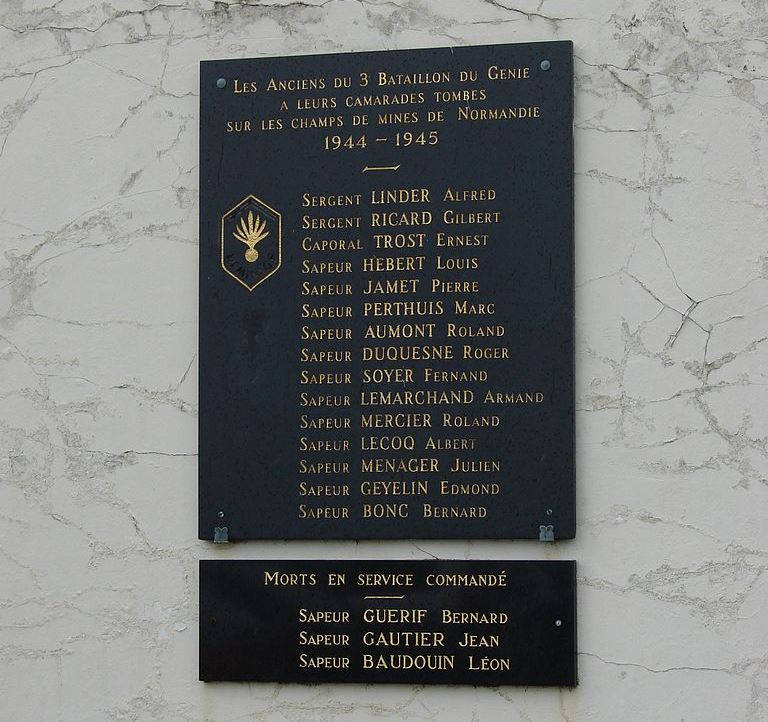 Les Anciens du 3 Bataillon du Genie
a leurs camarades tombes
sur les champs de mines de Normandie
1944 – 1945
Sergent LINDER Alfred
Sergent RICARD Gilbert
Caporal TROST Ernest
Sapeur HEBERT Louis
Sapeur JAMET Pierre
Sapeur PERTHUIS Marc
Sapeur AUMONT Roland
Sapeur DUQUESNE Roger
Sapeur SOYER Fernand
Sapeur LEMARCHAND Armand
Sapeur MERCIER Roland
Sapeur LECOQ Albert
Sapeur MENAGER Julien
Sapeur GEYELIN Edmond
Sapeur BONC Bernard
Morts en service commandé
Sapeur GUERIF Bernard
Sapeur GAUTIER Jean
Sapeur BAUDOUIN Léon